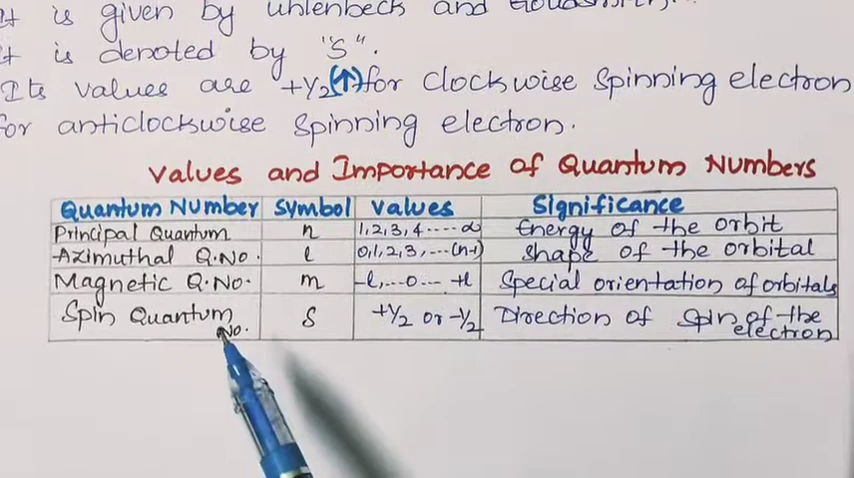 It is given by Uhlenbeck and
it is denoted by "S".
Its values are +1/2(↑) for clockwise spinning electron
for anticlockwise spinning electron.
Values and Importance of Quantum Numbers
Quantum Number Symbol Values Significance
Principal Quantum n 1,2,3,4.....∞ Energy of the orbit
Azimuthal Q.No. l 0,1,2,3,...(n-1) Shape of the orbital
Magnetic Q.No. m -l,...0... +l Special orientation of orbitals
Spin Quantum No. s +1/2 or -1/2 Direction of spin of the electron